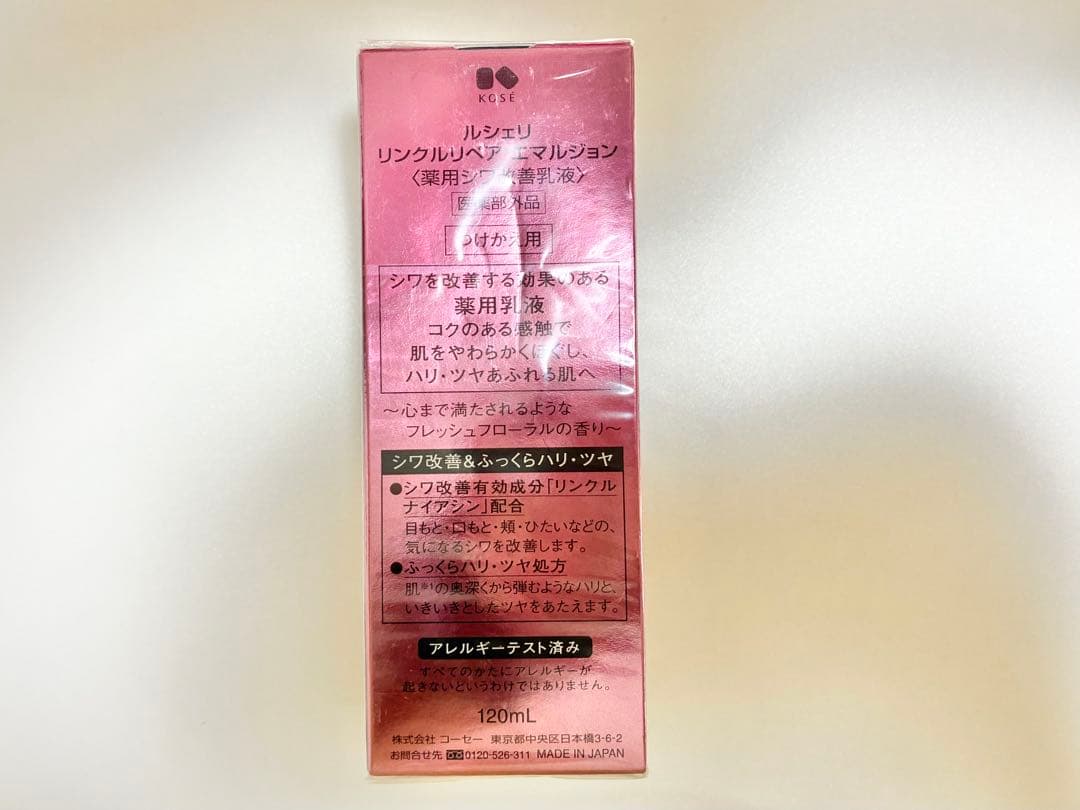 KOSÉ
ルシェリ
リンクルリペア エマルジョン
〈薬用シワ改善乳液〉
医薬部外品
つけかえ用
シワを改善する効果のある
薬用乳液
コクのある感触で
肌をやわらかくほぐし、
ハリ・ツヤあふれる肌へ
～心まで満たされるような
フレッシュフローラルの香り～
シワ改善&ふっくらハリ・ツヤ
●シワ改善有効成分「リンクル
ナイアシン」配合
目もと・口もと・頬・ひたいなどの、
気になるシワを改善します。
●ふっくらハリ・ツヤ処方
肌※1の奥深くから弾むようなハリと、
いきいきとしたツヤをあたえます。
アレルギーテスト済み
すべてのかたにアレルギーが
起きないというわけではありません。
120mL
株式会社 コーセー 東京都中央区日本橋3-6-2
お問合せ先 0120-526-311 MADE IN JAPAN